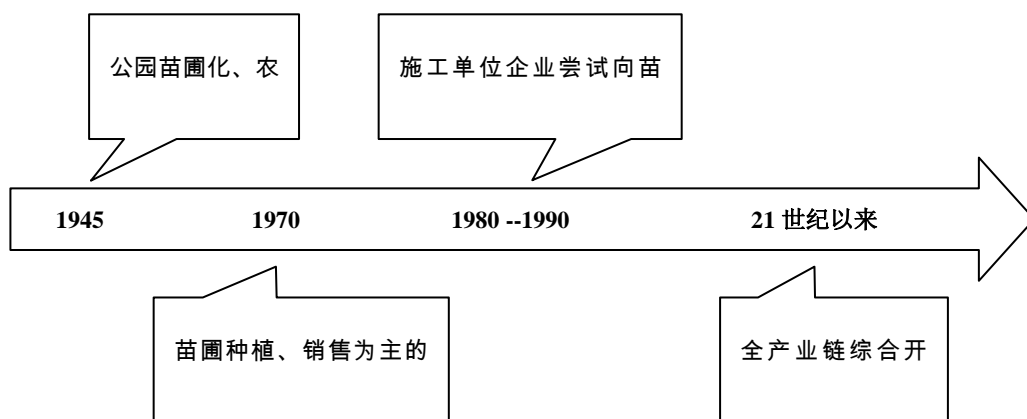 公园苗圃化、农
施工单位企业尝试向苗
1945
1970
1980 --1990
21 世纪以来
苗圃种植、销售为主的
全产业链综合开